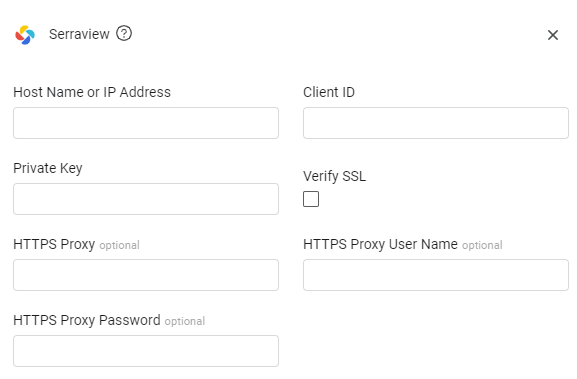 Serraview ?
Host Name or IP Address
Client ID
Private Key
Verify SSL
HTTPS Proxy optional
HTTPS Proxy User Name optional
HTTPS Proxy Password optional